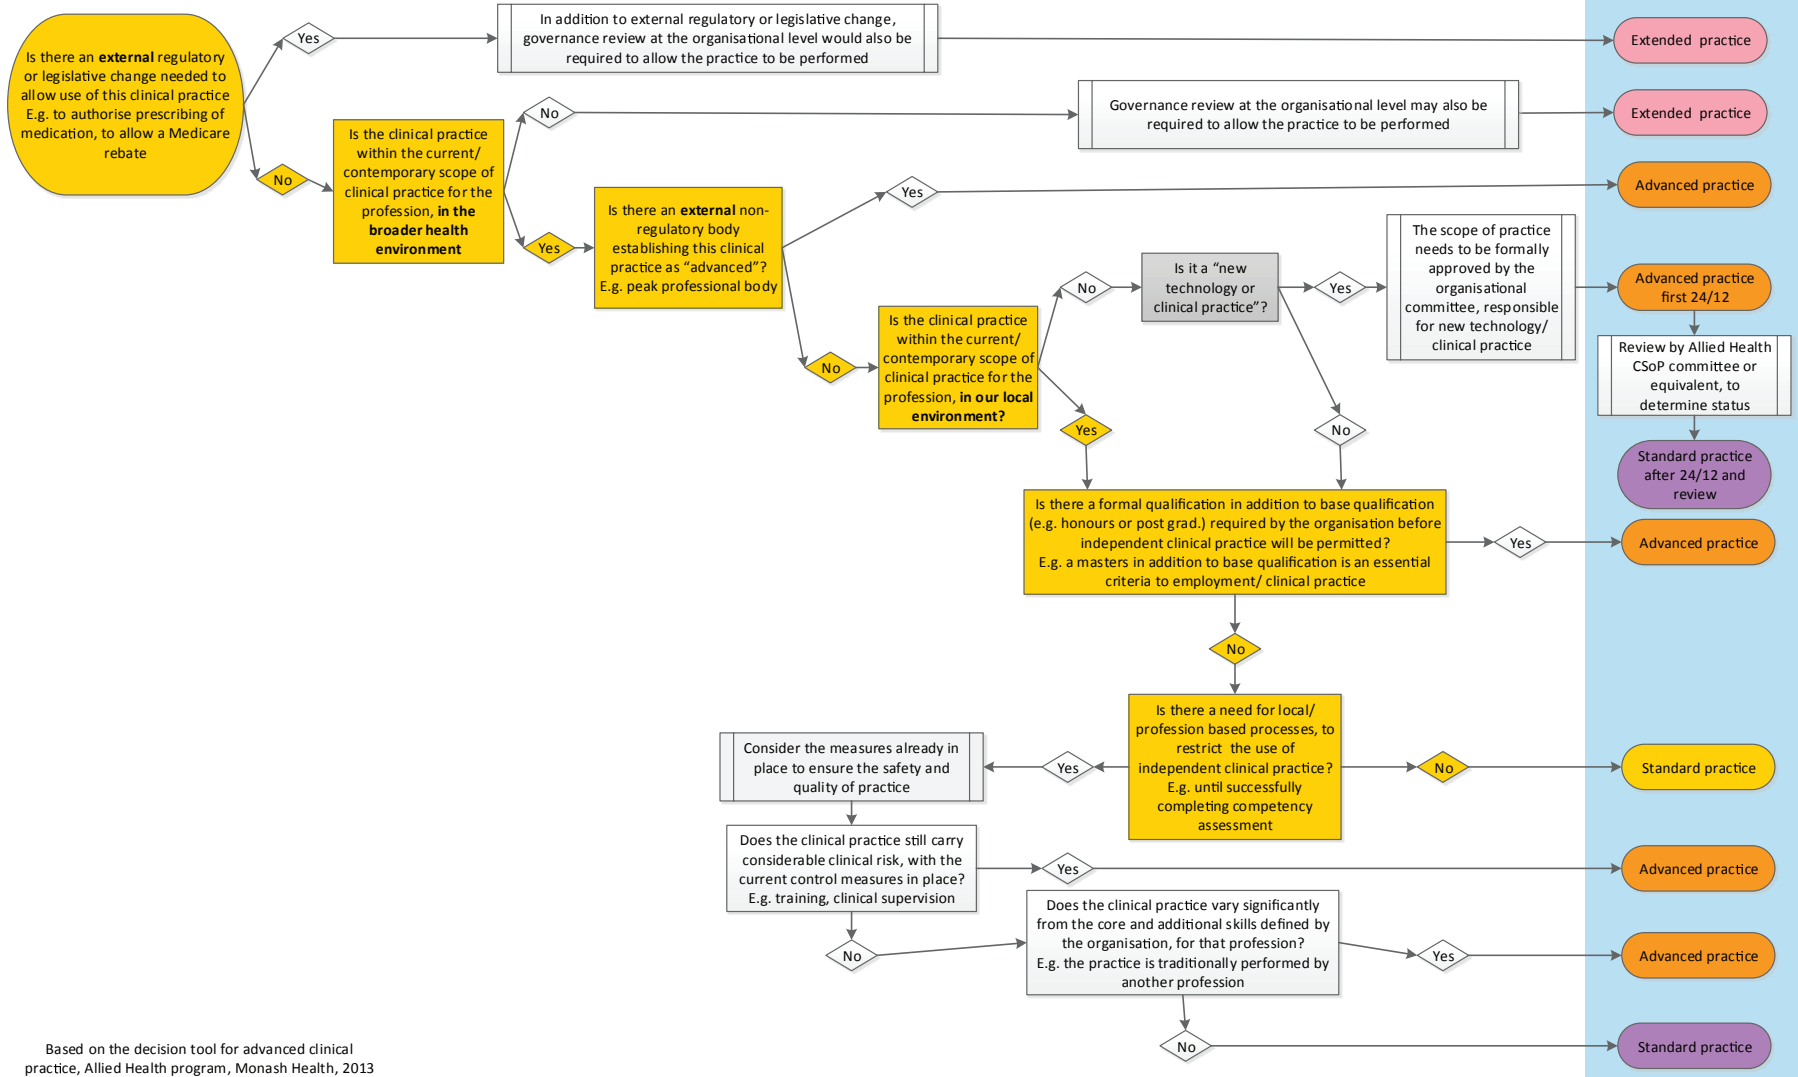 Is there an external regulatory
or legislative change needed to
allow use of this clinical practice
E.g. to authorise prescribing of
medication, to allow a Medicare
rebate
Yes
In addition to external regulatory or legislative change,
governance review at the organisational level would also be
required to allow the practice to be performed
Extended practice
No
Is the clinical practice
within the current/
contemporary scope of
clinical practice for the
profession, in the
broader health
environment
No
Governance review at the organisational level may also be
required to allow the practice to be performed
Extended practice
Yes
Is there an external non-
regulatory body
establishing this clinical
practice as “advanced”?
E.g. peak professional body
Yes
Advanced practice
No
Is the clinical practice
within the current/
contemporary scope of
clinical practice for the
profession, in our local
environment?
No
Is it a “new
technology or
clinical practice”?
Yes
The scope of practice
needs to be formally
approved by the
organisational
committee, responsible
for new technology/
clinical practice
Advanced practice
first 24/12
Review by Allied Health
CSoP committee or
equivalent, to
determine status
Standard practice
after 24/12 and
review
Yes
No
Is there a formal qualification in addition to base qualification
(e.g. honours or post grad.) required by the organisation before
independent clinical practice will be permitted?
E.g. a masters in addition to base qualification is an essential
criteria to employment/ clinical practice
Yes
Advanced practice
No
Is there a need for local/
profession based processes, to
restrict the use of
independent clinical practice?
E.g. until successfully
completing competency
assessment
No
Standard practice
Yes
Consider the measures already in
place to ensure the safety and
quality of practice
Does the clinical practice still carry
considerable clinical risk, with the
current control measures in place?
E.g. training, clinical supervision
Yes
Advanced practice
No
Does the clinical practice vary significantly
from the core and additional skills defined by
the organisation, for that profession?
E.g. the practice is traditionally performed by
another profession
Yes
Advanced practice
No
Standard practice
Based on the decision tool for advanced clinical
practice, Allied Health program, Monash Health, 2013